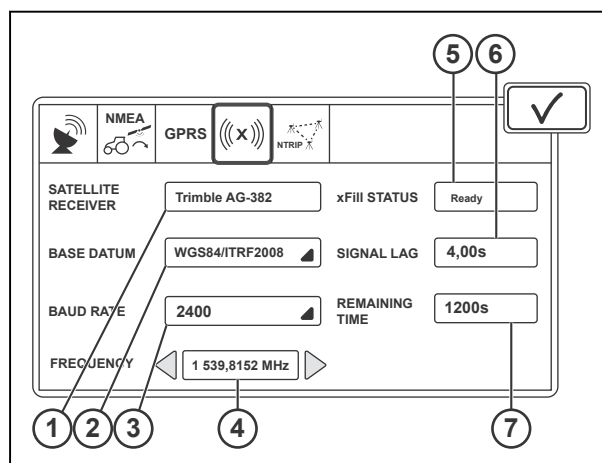 5 6
NMEA
GPRS
((( x )))
NTRIP
SATELLITE
RECEIVER
Trimble AG-382
xFill STATUS
Ready
BASE DATUM
WGS84/ITRF2008
SIGNAL LAG
4,00s
BAUD RATE
2400
REMAINING
TIME
1200s
FREQUENCY
1 539,8152 MHz
1 2 3 4 7